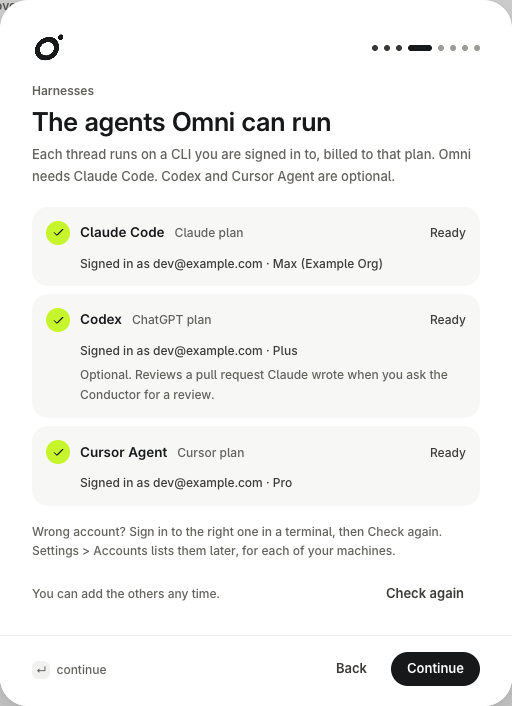 Harnesses
The agents Omni can run
Each thread runs on a CLI you are signed in to, billed to that plan. Omni
needs Claude Code. Codex and Cursor Agent are optional.
Claude Code Claude plan Ready
Signed in as dev@example.com · Max (Example Org)
Codex ChatGPT plan Ready
Signed in as dev@example.com · Plus
Optional. Reviews a pull request Claude wrote when you ask the
Conductor for a review.
Cursor Agent Cursor plan Ready
Signed in as dev@example.com · Pro
Wrong account? Sign in to the right one in a terminal, then Check again.
Settings > Accounts lists them later, for each of your machines.
You can add the others any time. Check again
↵ continue Back Continue